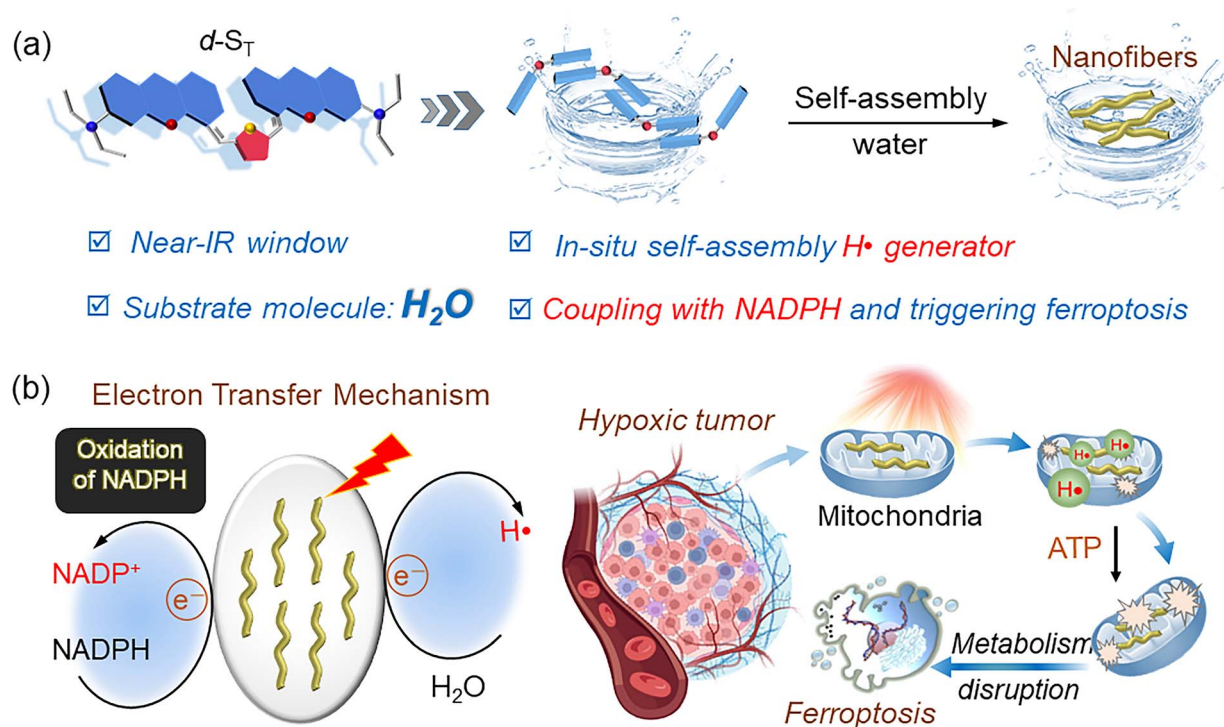 (a)
d-S_T
Self-assembly
water
Nanofibers
☑ Near-IR window
☑ In-situ self-assembly H• generator
☑ Substrate molecule: H₂O
☑ Coupling with NADPH and triggering ferroptosis
(b)
Electron Transfer Mechanism
Oxidation
of NADPH
NADP⁺
NADPH
e⁻
e⁻
H•
H₂O
Hypoxic tumor
Mitochondria
H•
H•
H•
ATP
Metabolism
disruption
Ferroptosis